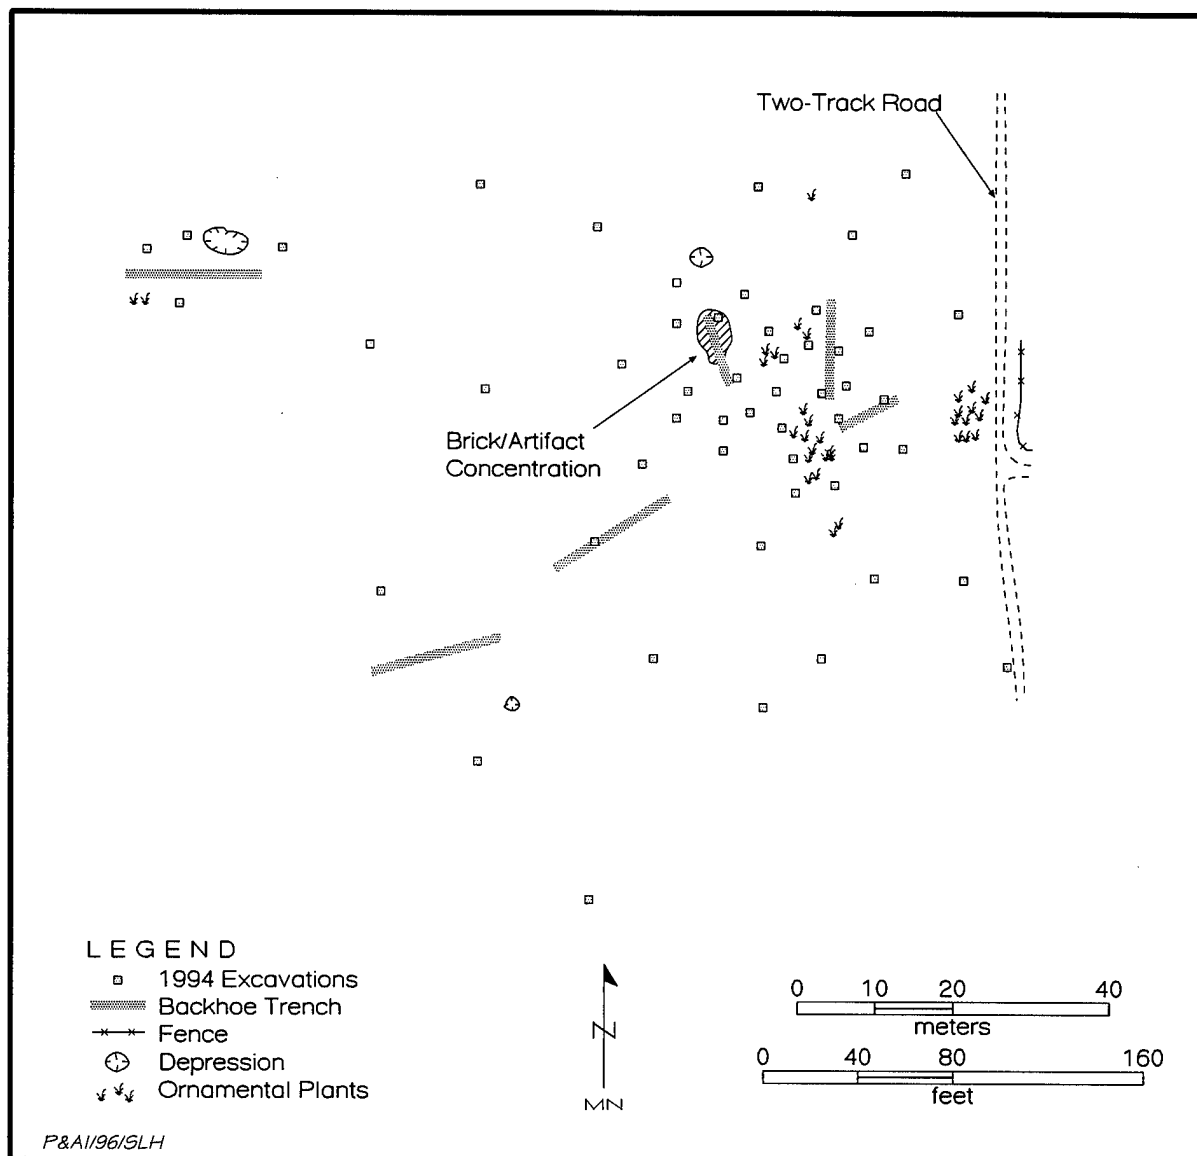 Two-Track Road
Brick/Artifact
Concentration
LEGEND
1994 Excavations
Backhoe Trench
Fence
Depression
Ornamental Plants
N
MN
0 10 20 40
meters
0 40 80 160
feet
P&AI/96/SLH